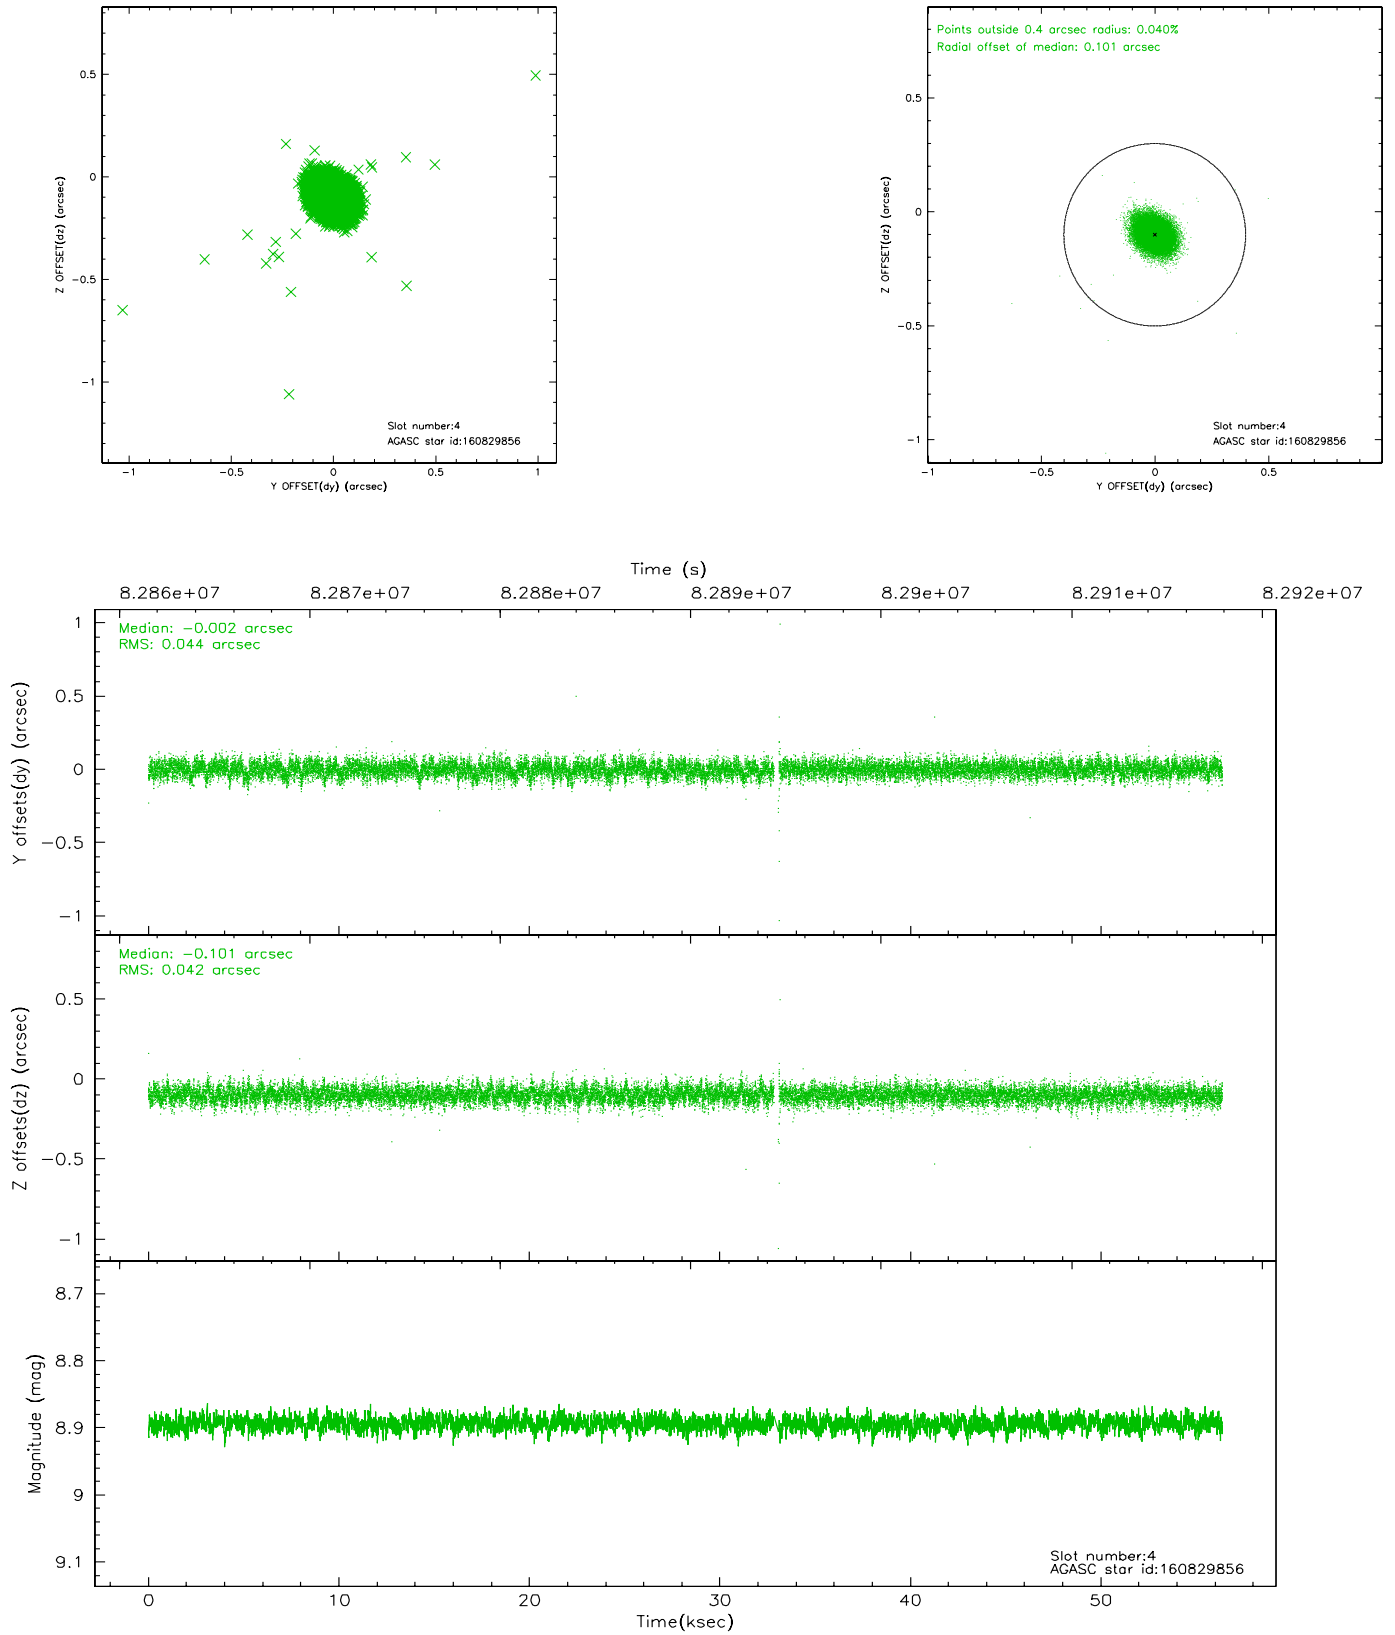 0.5
0
−0.5
−1
Z OFFSET(dz) (arcsec)
Slot number:4
AGASC star id:160829856
−1
−0.5
0
0.5
1
Y OFFSET(dy) (arcsec)
Points outside 0.4 arcsec radius: 0.040%
Radial offset of median: 0.101 arcsec
0.5
0
−0.5
−1
Z OFFSET(dz) (arcsec)
Slot number:4
AGASC star id:160829856
−1
−0.5
0
0.5
Y OFFSET(dy) (arcsec)
Time (s)
8.286e+07
8.287e+07
8.288e+07
8.289e+07
8.29e+07
8.291e+07
8.292e+07
Median: −0.002 arcsec
RMS: 0.044 arcsec
1
0.5
0
−0.5
−1
Y offsets(dy) (arcsec)
Median: −0.101 arcsec
RMS: 0.042 arcsec
0.5
0
−0.5
−1
Z offsets(dz) (arcsec)
8.7
8.8
8.9
9
9.1
Magnitude (mag)
Slot number:4
AGASC star id:160829856
0
10
20
30
40
50
Time(ksec)